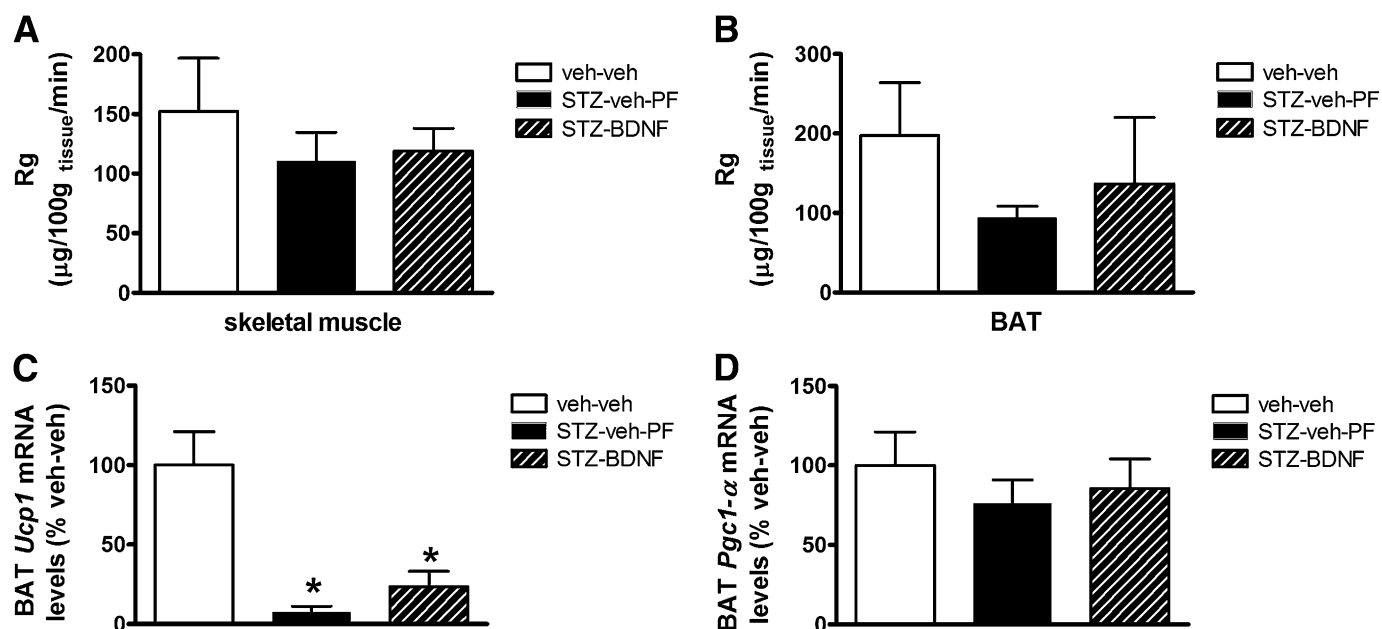 A
Rg
(µg/100g tissue/min)
200
150
100
50
0
skeletal muscle
veh-veh
STZ-veh-PF
STZ-BDNF
B
Rg
(µg/100g tissue/min)
300
200
100
0
BAT
veh-veh
STZ-veh-PF
STZ-BDNF
C
BAT Ucp1 mRNA
levels (% veh-veh)
150
100
50
0
*
*
veh-veh
STZ-veh-PF
STZ-BDNF
D
BAT Pgc1-α mRNA
levels (% veh-veh)
150
100
50
0
veh-veh
STZ-veh-PF
STZ-BDNF